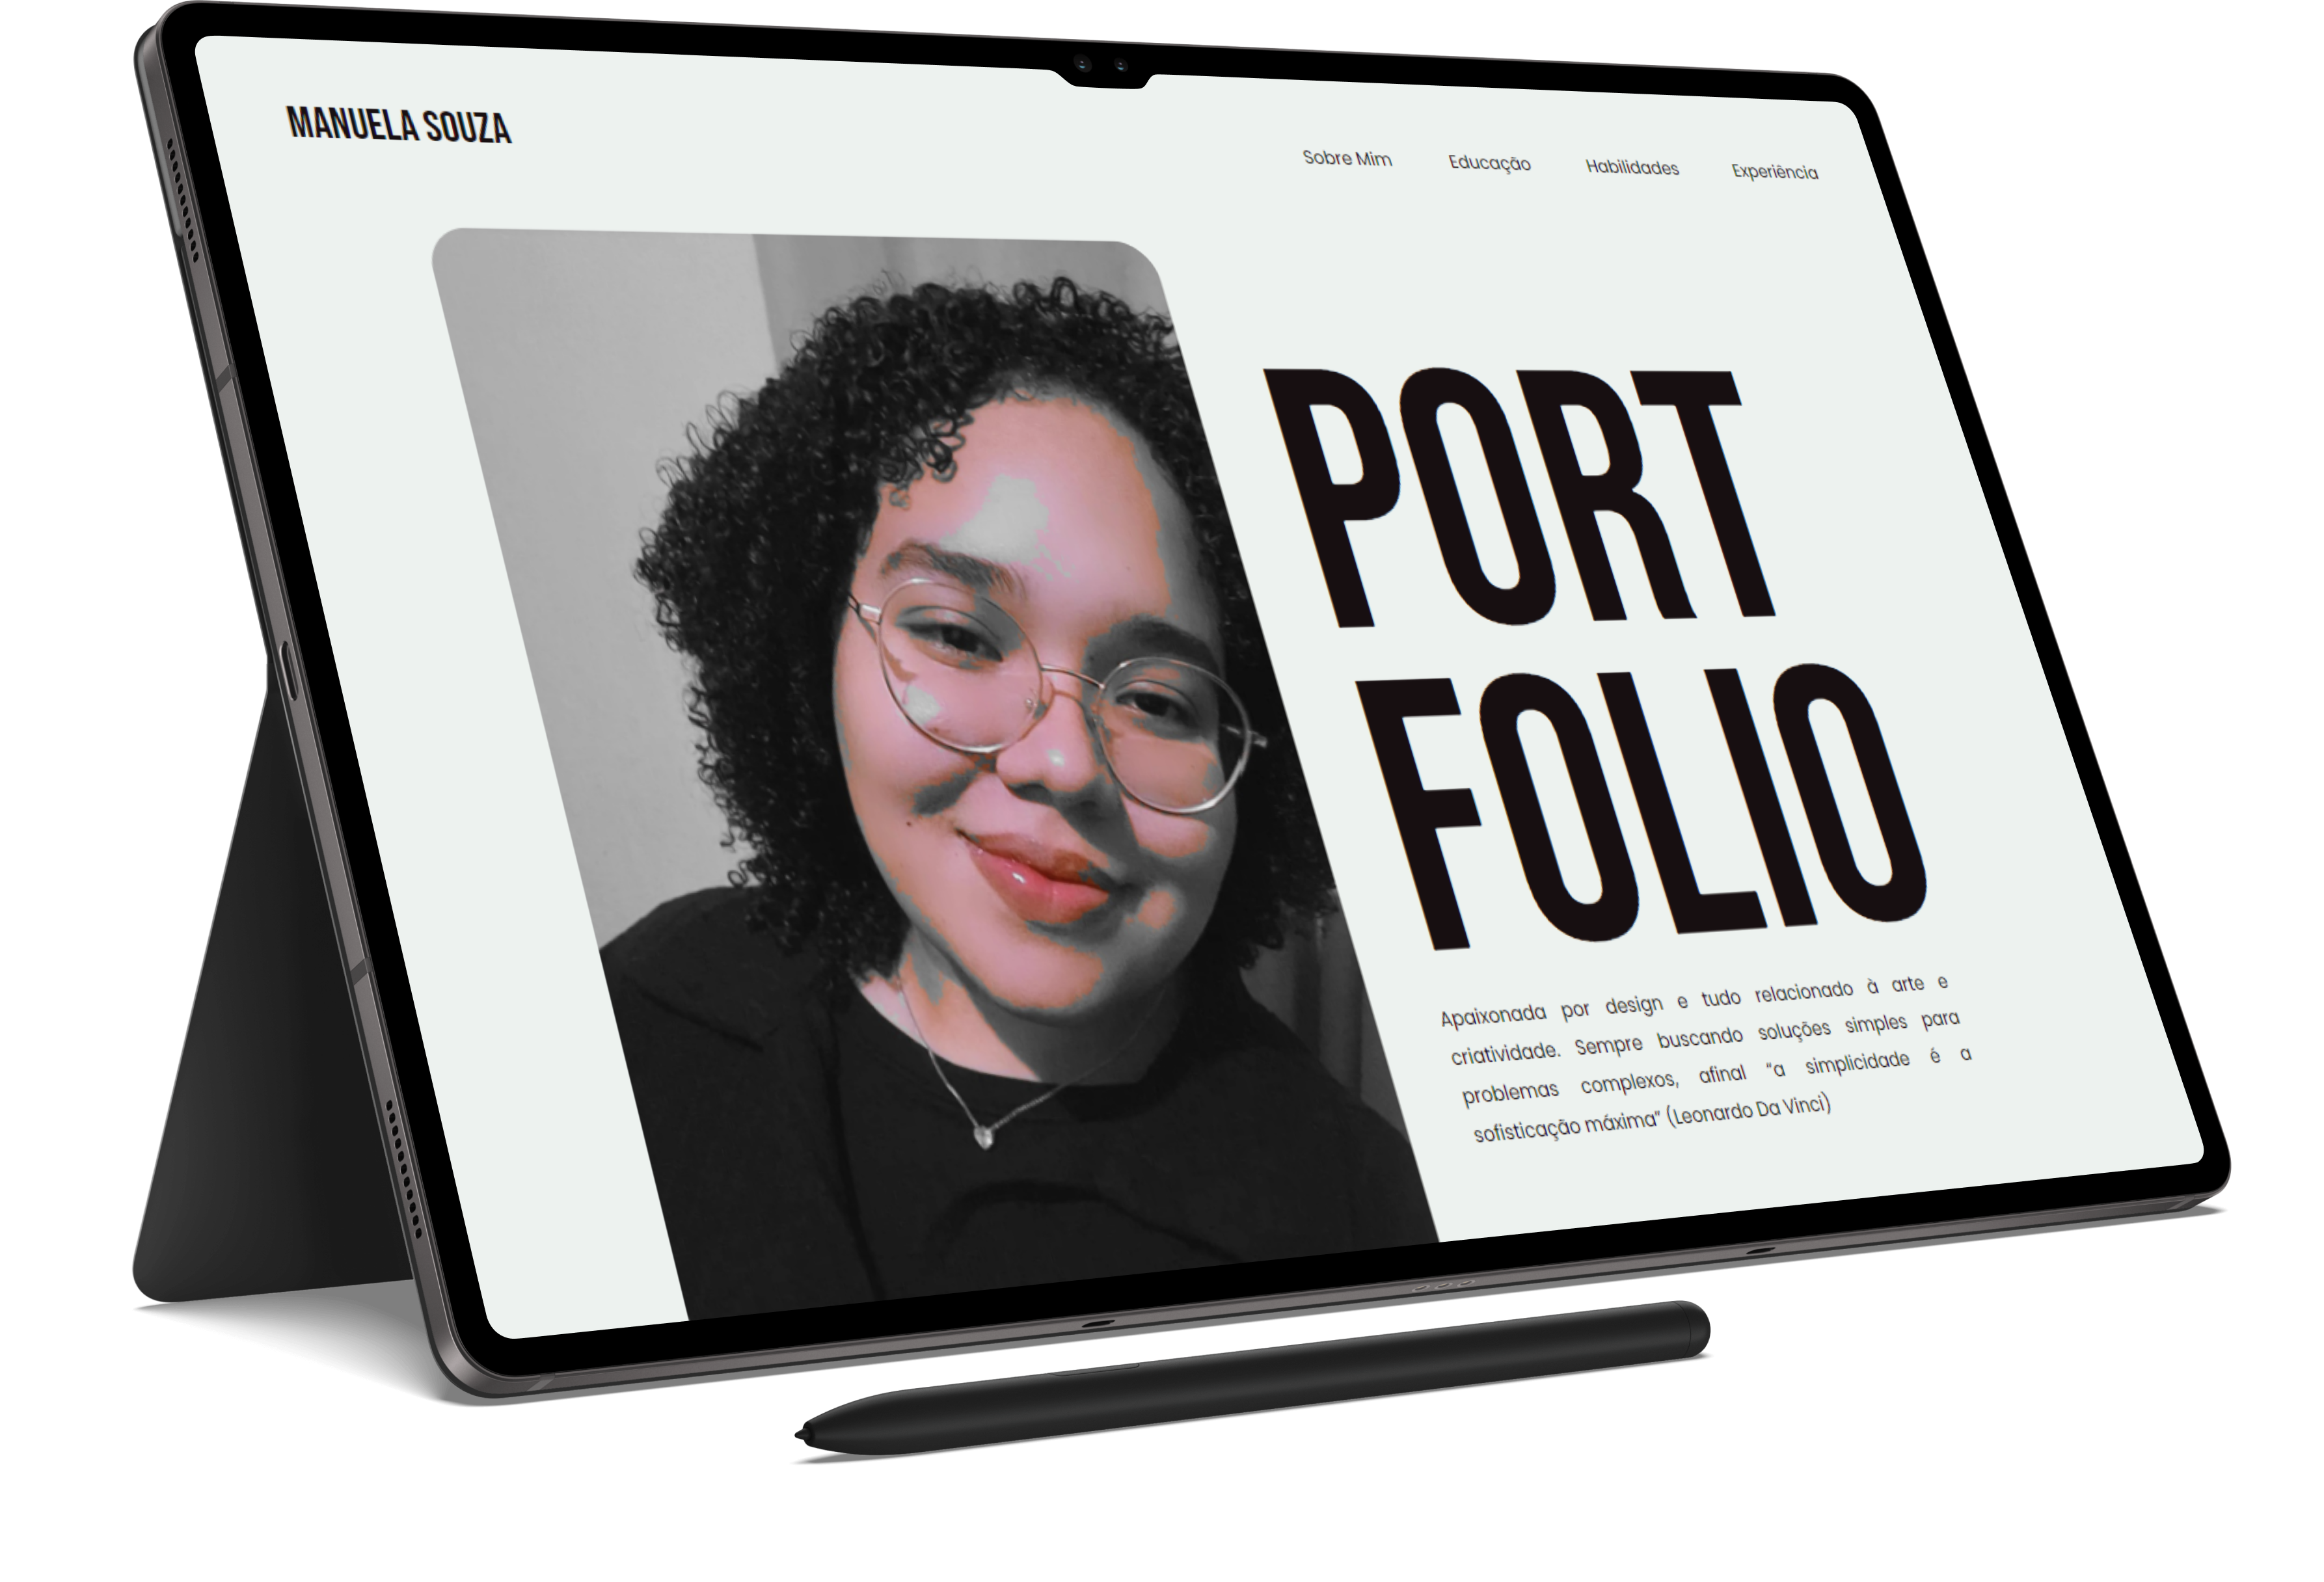 MANUELA SOUZA
Sobre Mim Educação Habilidades Experiência
PORT
FOLIO
Apaixonada por design e tudo relacionado à arte e
criatividade. Sempre buscando soluções simples para
problemas complexos, afinal “a simplicidade é a
sofisticação máxima” (Leonardo Da Vinci)